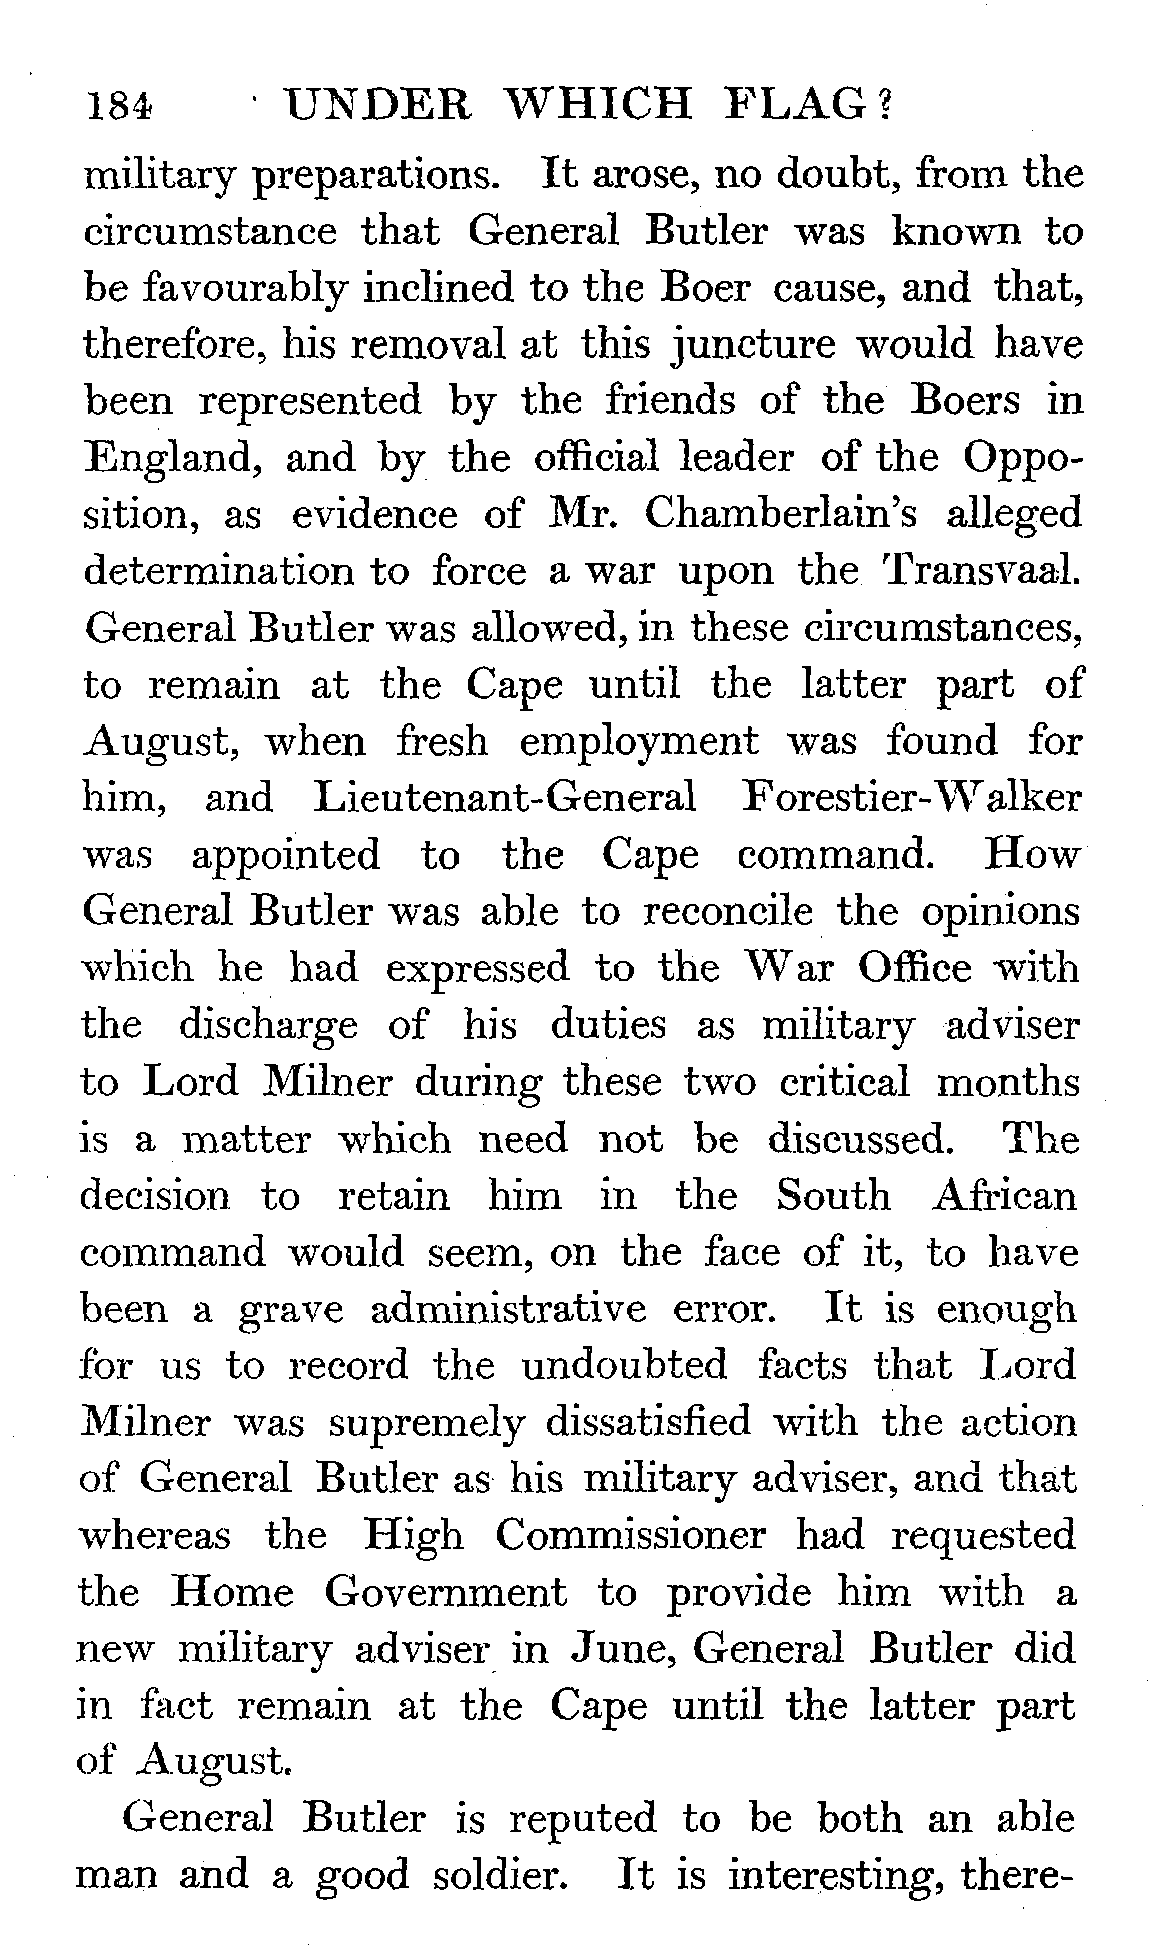 184 UNDER WHICH FLAG?
military preparations. It arose, no doubt, from the
circumstance that General Butler was known to
be favourably inclined to the Boer cause, and that,
therefore, his removal at this juncture would have
been represented by the friends of the Boers in
England, and by the official leader of the Oppo-
sition, as evidence of Mr. Chamberlain's alleged
determination to force a war upon the Transvaal.
General Butler was allowed, in these circumstances,
to remain at the Cape until the latter part of
August, when fresh employment was found for
him, and Lieutenant-General Forestier-Walker
was appointed to the Cape command. How
General Butler was able to reconcile the opinions
which he had expressed to the War Office with
the discharge of his duties as military adviser
to Lord Milner during these two critical months
is a matter which need not be discussed. The
decision to retain him in the South African
command would seem, on the face of it, to have
been a grave administrative error. It is enough
for us to record the undoubted facts that Lord
Milner was supremely dissatisfied with the action
of General Butler as his military adviser, and that
whereas the High Commissioner had requested
the Home Government to provide him with a
new military adviser in June, General Butler did
in fact remain at the Cape until the latter part
of August.
General Butler is reputed to be both an able
man and a good soldier. It is interesting, there-